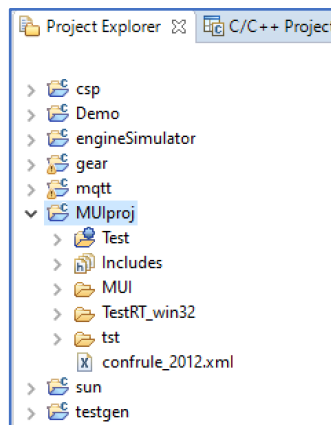 Project Explorer C/C++ Project
csp
Demo
engineSimulator
gear
mqtt
MUIproj
Test
Includes
MUI
TestRT_win32
tst
confrule_2012.xml
sun
testgen